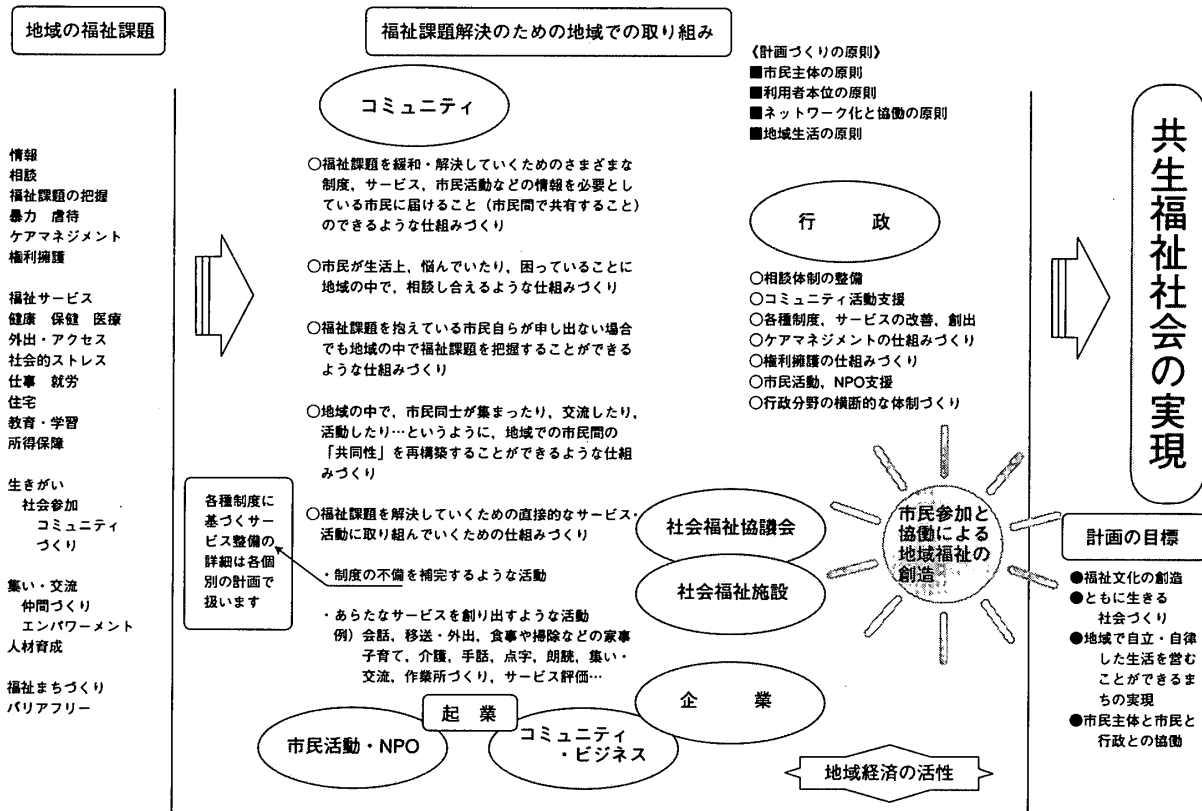 地域の福祉課題
情報
相談
福祉課題の把握
暴力 虐待
ケアマネジメント
権利擁護
福祉サービス
健康 保健 医療
外出・アクセス
社会的ストレス
仕事 就労
住宅
教育・学習
所得保障
生きがい
社会参加
コミュニティ
づくり
集い・交流
仲間づくり
エンパワーメント
人材育成
福祉まちづくり
バリアフリー
福祉課題解決のための地域での取り組み
コミュニティ
○福祉課題を緩和・解決していくためのさまざまな
制度，サービス，市民活動などの情報を必要とし
ている市民に届けること（市民間で共有すること）
のできるような仕組みづくり
○市民が生活上，悩んでいたり，困っていることに
地域の中で，相談し合えるような仕組みづくり
○福祉課題を抱えている市民自らが申し出ない場合
でも地域の中で福祉課題を把握することができる
ような仕組みづくり
○地域の中で，市民同士が集まったり，交流したり，
活動したり…というように，地域での市民間の
「共同性」を再構築することができるような仕組
みづくり
○福祉課題を解決していくための直接的なサービス・
活動に取り組んでいくための仕組みづくり
・制度の不備を補完するような活動
・あらたなサービスを創り出すような活動
例）会話，移送・外出，食事や掃除などの家事
子育て，介護，手話，点字，朗読，集い・
交流，作業所づくり，サービス評価…
各種制度に
基づくサー
ビス整備の
詳細は各個
別の計画で
扱います
《計画づくりの原則》
■市民主体の原則
■利用者本位の原則
■ネットワーク化と協働の原則
■地域生活の原則
行 政
○相談体制の整備
○コミュニティ活動支援
○各種制度，サービスの改善，創出
○ケアマネジメントの仕組みづくり
○権利擁護の仕組みづくり
○市民活動，NPO支援
○行政分野の横断的な体制づくり
社会福祉協議会
社会福祉施設
企 業
起 業
市民活動・NPO
コミュニティ
・ビジネス
市民参加と
協働による
地域福祉の
創造
地域経済の活性
共生福祉社会の実現
計画の目標
●福祉文化の創造
●ともに生きる
社会づくり
●地域で自立・自律
した生活を営む
ことができるま
ちの実現
●市民主体と市民と
行政との協働